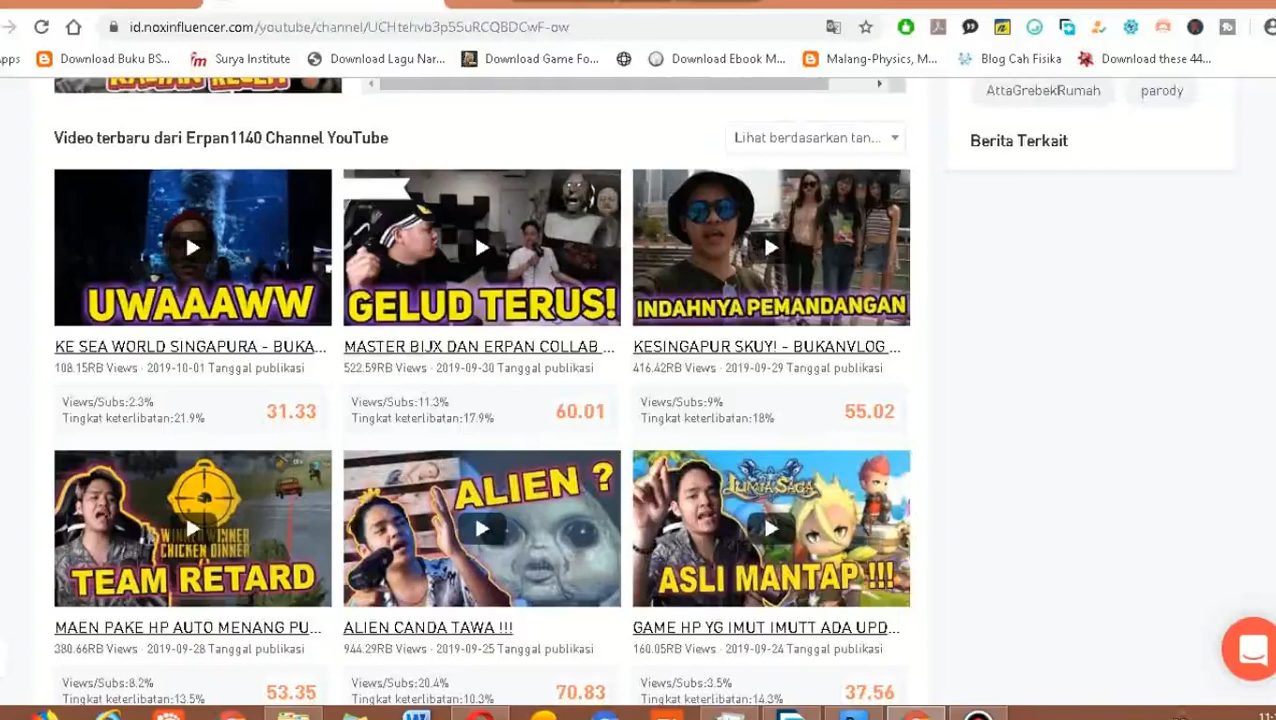 id.noxinfluencer.com/youtube/channel/UCHtehvb3p55uRCQBDCwF-ow
Apps
Download Buku BS...
Surya Institute
Download Lagu Nar...
Download Game Fo...
Download Ebook M...
Malang-Physics, M...
Blog Cah Fisika
Download these 44...
AttaGrebekRumah
parody
Video terbaru dari Erpan1140 Channel YouTube
Lihat berdasarkan tan...
Berita Terkait
UWAAAWW
GELUD TERUS!
INDAHNYA PEMANDANGAN
KE SEA WORLD SINGAPURA - BUKA...
MASTER BIJX DAN ERPAN COLLAB ...
KESINGAPUR SKUY! - BUKANVLOG ...
108.15RB Views · 2019-10-01 Tanggal publikasi
522.59RB Views · 2019-09-30 Tanggal publikasi
416.42RB Views · 2019-09-29 Tanggal publikasi
Views/Subs:2.3%
Tingkat keterlibatan:21.9%
31.33
Views/Subs:11.3%
Tingkat keterlibatan:17.9%
60.01
Views/Subs:9%
Tingkat keterlibatan:18%
55.02
WINNER WINNER
CHICKEN DINNER
TEAM RETARD
ALIEN ?
LUMIA SAGA
ASLI MANTAP !!!
MAEN PAKE HP AUTO MENANG PU...
ALIEN CANDA TAWA !!!
GAME HP YG IMUT IMUTT ADA UPD...
380.66RB Views · 2019-09-28 Tanggal publikasi
944.29RB Views · 2019-09-25 Tanggal publikasi
160.05RB Views · 2019-09-24 Tanggal publikasi
Views/Subs:8.2%
Tingkat keterlibatan:13.5%
53.35
Views/Subs:20.4%
Tingkat keterlibatan:10.3%
70.83
Views/Subs:3.5%
Tingkat keterlibatan:14.3%
37.56